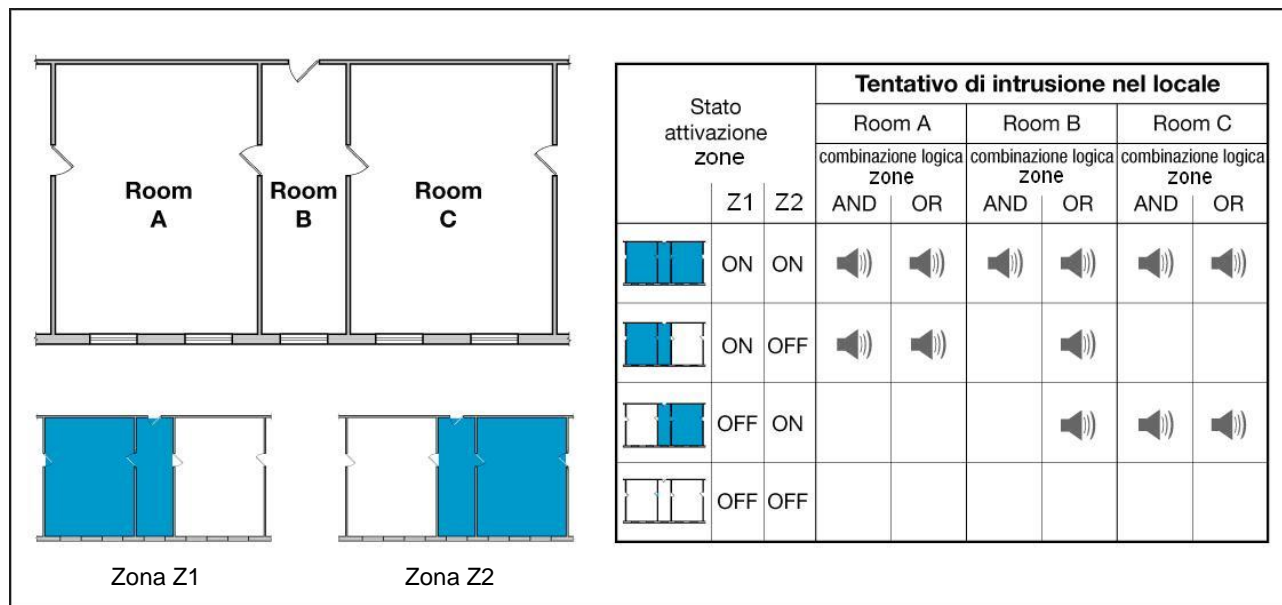 Room
A
Room
B
Room
C
Zona Z1
Zona Z2
Stato
attivazione
zone
Z1 Z2
Tentativo di intrusione nel locale
Room A Room B Room C
combinazione logica combinazione logica combinazione logica
zone zone zone
AND OR AND OR AND OR
ON ON
ON OFF
OFF ON
OFF OFF